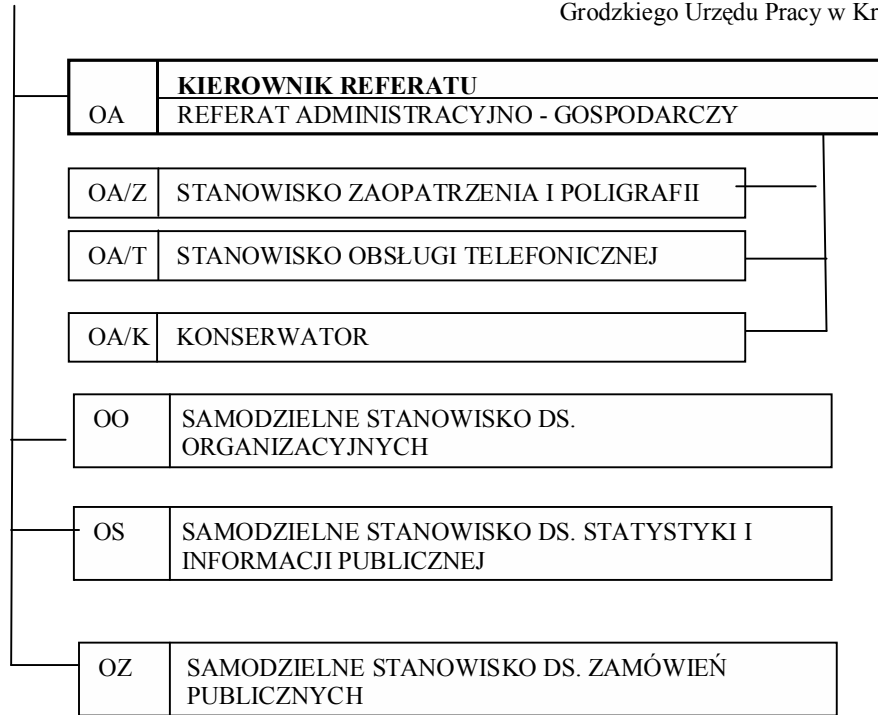 Grodzkiego Urzędu Pracy w Kr
KIEROWNIK REFERATU
OA REFERAT ADMINISTRACYJNO - GOSPODARCZY
OA/Z STANOWISKO ZAOPATRZENIA I POLIGRAFII
OA/T STANOWISKO OBSŁUGI TELEFONICZNEJ
OA/K KONSERWATOR
OO SAMODZIELNE STANOWISKO DS.
ORGANIZACYJNYCH
OS SAMODZIELNE STANOWISKO DS. STATYSTYKI I
INFORMACJI PUBLICZNEJ
OZ SAMODZIELNE STANOWISKO DS. ZAMÓWIEŃ
PUBLICZNYCH